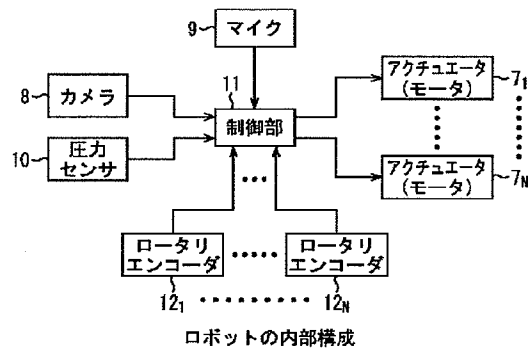 9
マイク
8
カメラ
10
圧力
センサ
11
制御部
アクチュエータ
(モータ)
7₁
アクチュエータ
(モータ)
7N
ロータリ
エンコーダ
12₁
ロータリ
エンコーダ
12N
ロボットの内部構成